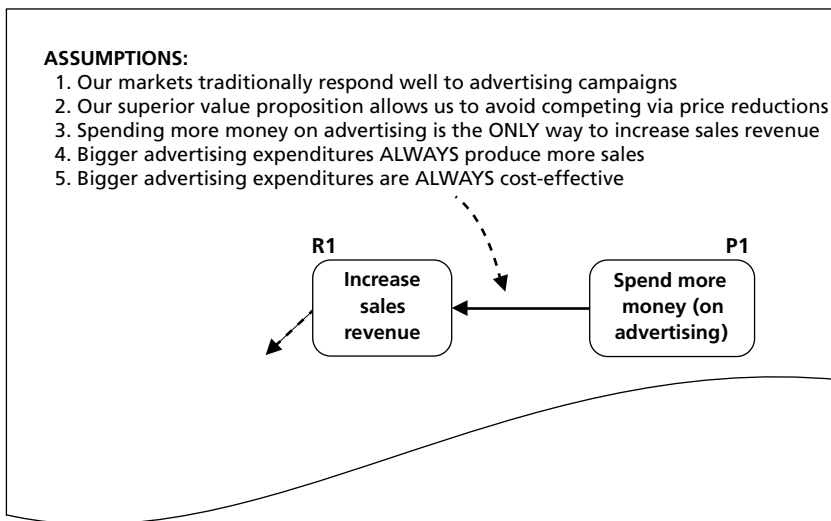 ASSUMPTIONS:
1. Our markets traditionally respond well to advertising campaigns
2. Our superior value proposition allows us to avoid competing via price reductions
3. Spending more money on advertising is the ONLY way to increase sales revenue
4. Bigger advertising expenditures ALWAYS produce more sales
5. Bigger advertising expenditures are ALWAYS cost-effective
R1
Increase
sales
revenue
P1
Spend more
money (on
advertising)